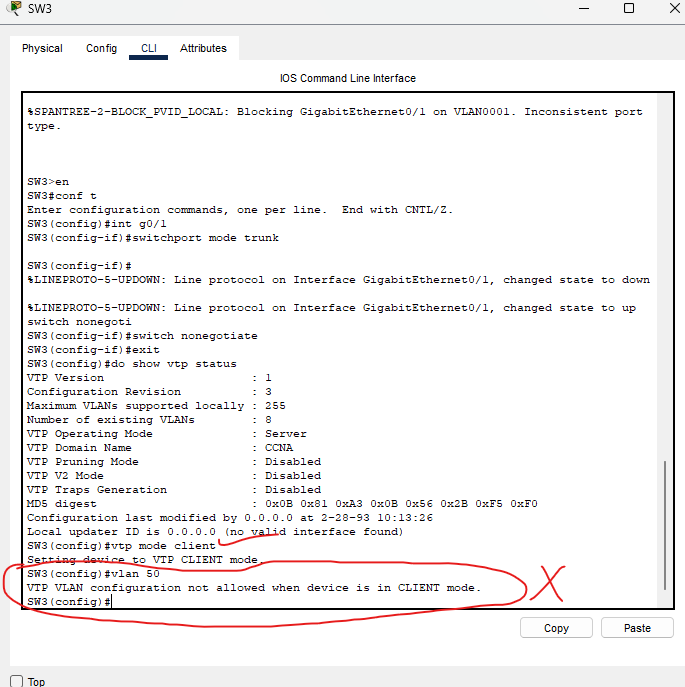 SW3
Physical Config CLI Attributes
IOS Command Line Interface
%SPANTREE-2-BLOCK_PVID_LOCAL: Blocking GigabitEthernet0/1 on VLAN0001. Inconsistent port
type.
SW3>en
SW3#conf t
Enter configuration commands, one per line.  End with CNTL/Z.
SW3(config)#int g0/1
SW3(config-if)#switchport mode trunk
SW3(config-if)#
%LINEPROTO-5-UPDOWN: Line protocol on Interface GigabitEthernet0/1, changed state to down
%LINEPROTO-5-UPDOWN: Line protocol on Interface GigabitEthernet0/1, changed state to up
switch nonegoti
SW3(config-if)#switch nonegotiate
SW3(config-if)#exit
SW3(config)#do show vtp status
VTP Version : 1
Configuration Revision : 3
Maximum VLANs supported locally : 255
Number of existing VLANs : 8
VTP Operating Mode : Server
VTP Domain Name : CCNA
VTP Pruning Mode : Disabled
VTP V2 Mode : Disabled
VTP Traps Generation : Disabled
MD5 digest : 0x0B 0x81 0xA3 0x0B 0x56 0x2B 0xF5 0xF0
Configuration last modified by 0.0.0.0 at 2-28-93 10:13:26
Local updater ID is 0.0.0.0 (no valid interface found)
SW3(config)#vtp mode client
Setting device to VTP CLIENT mode.
SW3(config)#vlan 50
VTP VLAN configuration not allowed when device is in CLIENT mode.
SW3(config)#
Copy Paste
Top